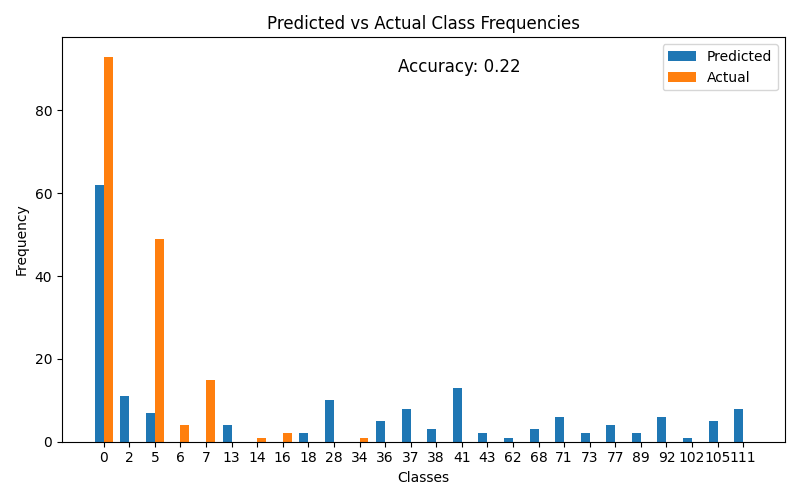 Predicted vs Actual Class Frequencies
Accuracy: 0.22
Predicted
Actual
Frequency
80
60
40
20
0
0 2 5 6 7 13 14 16 18 28 34 36 37 38 41 43 62 68 71 73 77 89 92 102 105 111
Classes